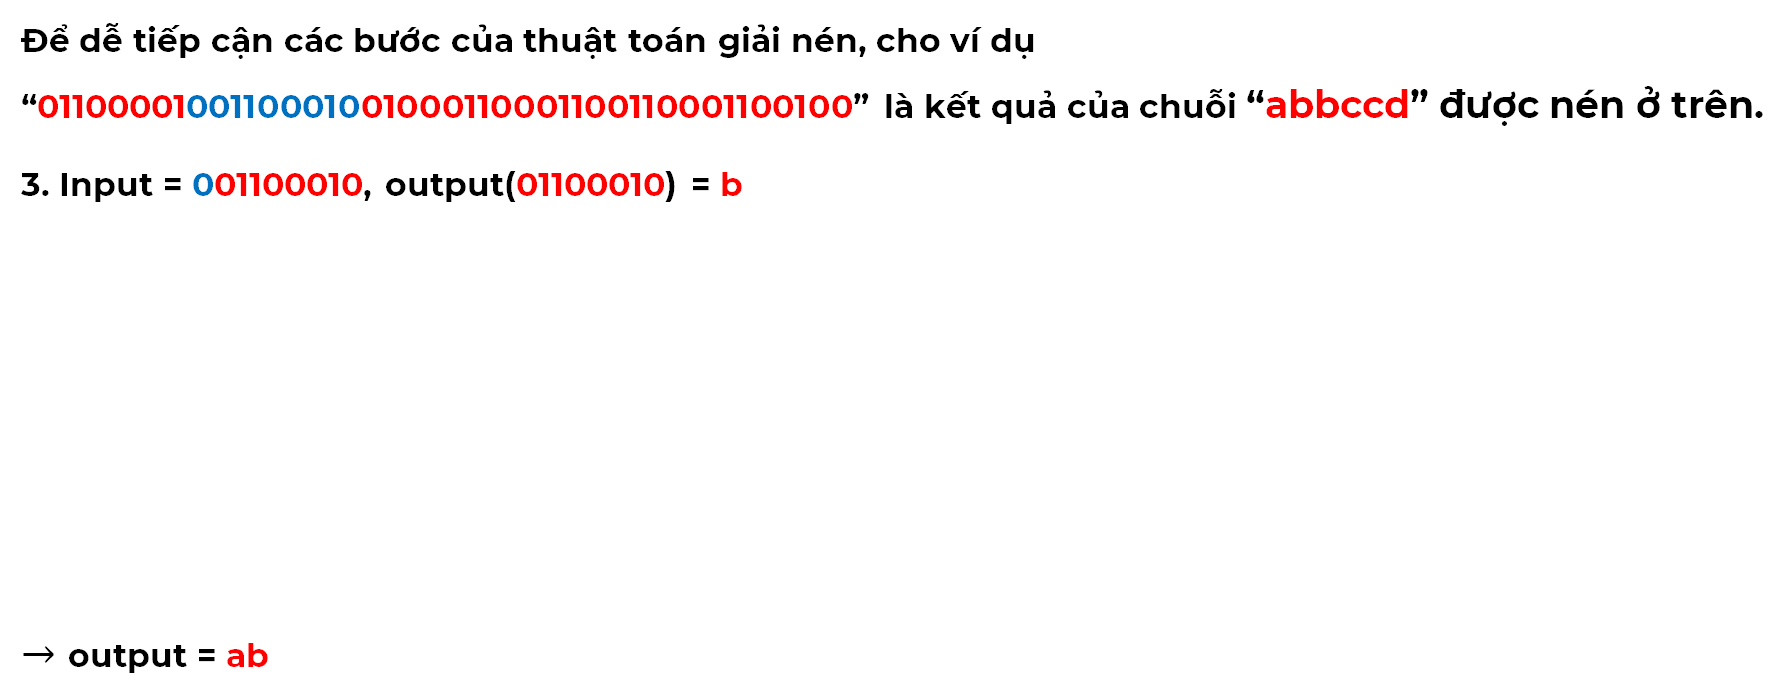 Để dễ tiếp cận các bước của thuật toán giải nén, cho ví dụ
“01100001001100010010001100011001100011001100100” là kết quả của chuỗi “abbccd” được nén ở trên.
3. Input = 001100010, output(01100010) = b
→ output = ab